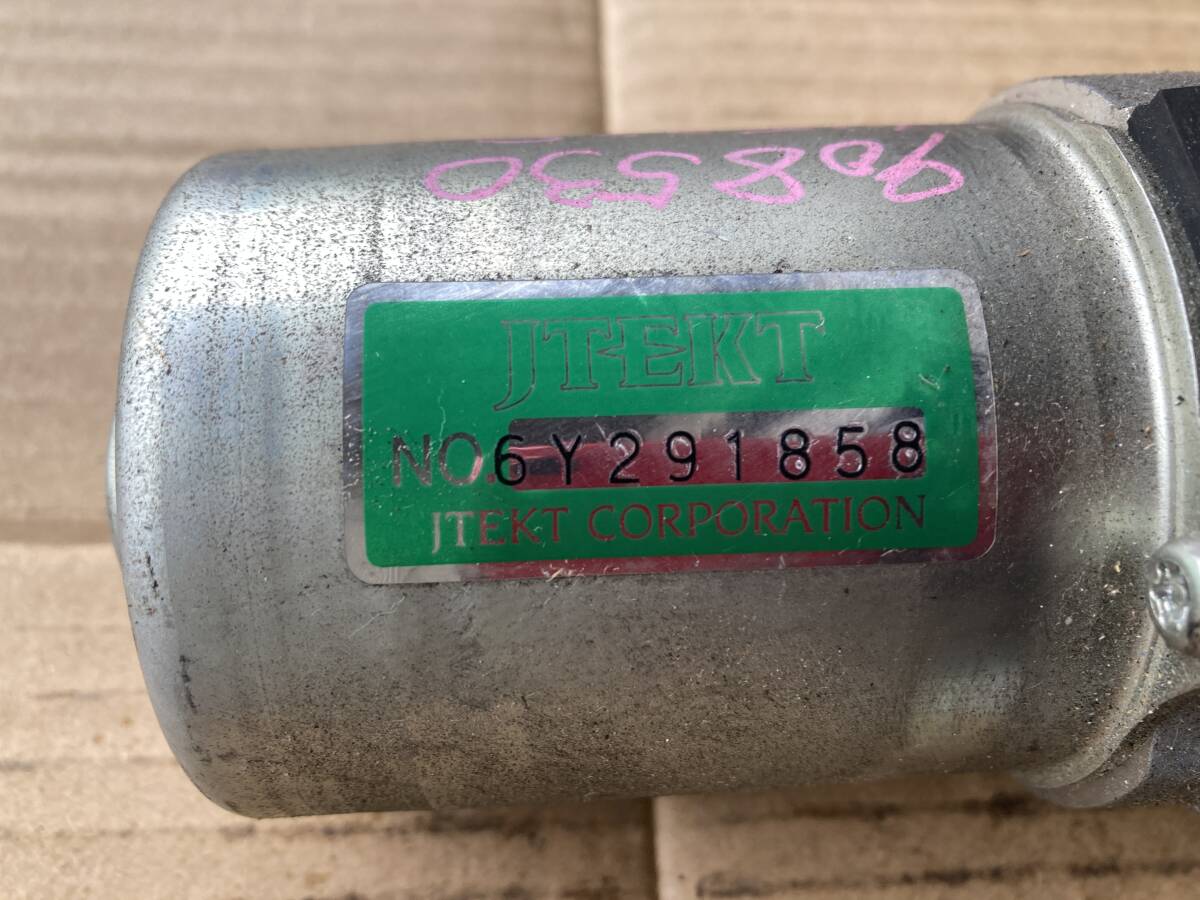 908530
JTEKT
NO.6Y291858
JTEKT CORPORATION